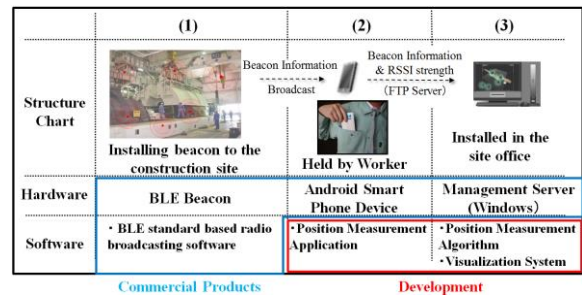 (1) (2) (3)
Structure
Chart
Beacon Information
Broadcast
Beacon Information
& RSSI strength
(FTP Server)
Installing beacon to the
construction site
Held by Worker
Installed in the
site office
Hardware
BLE Beacon
Android Smart
Phone Device
Management Server
(Windows)
Software
・BLE standard based radio
broadcasting software
・Position Measurement
Application
・Position Measurement
Algorithm
・Visualization System
Commercial Products
Development